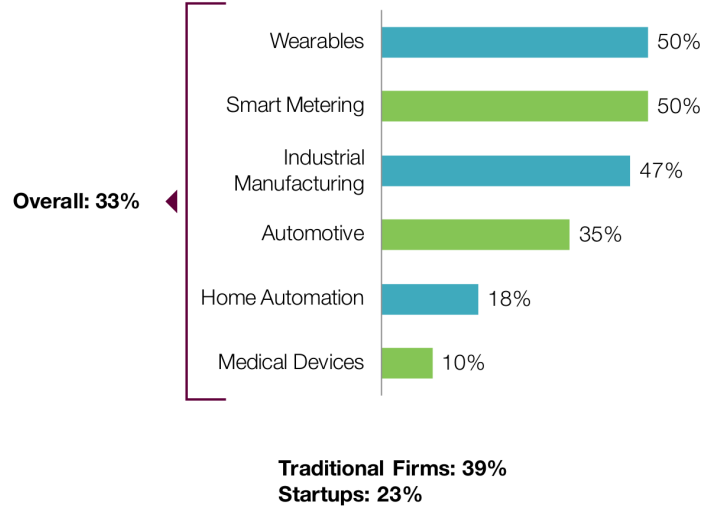 Wearables 50%
Smart Metering 50%
Industrial
Manufacturing 47%
Overall: 33%
Automotive 35%
Home Automation 18%
Medical Devices 10%
Traditional Firms: 39%
Startups: 23%